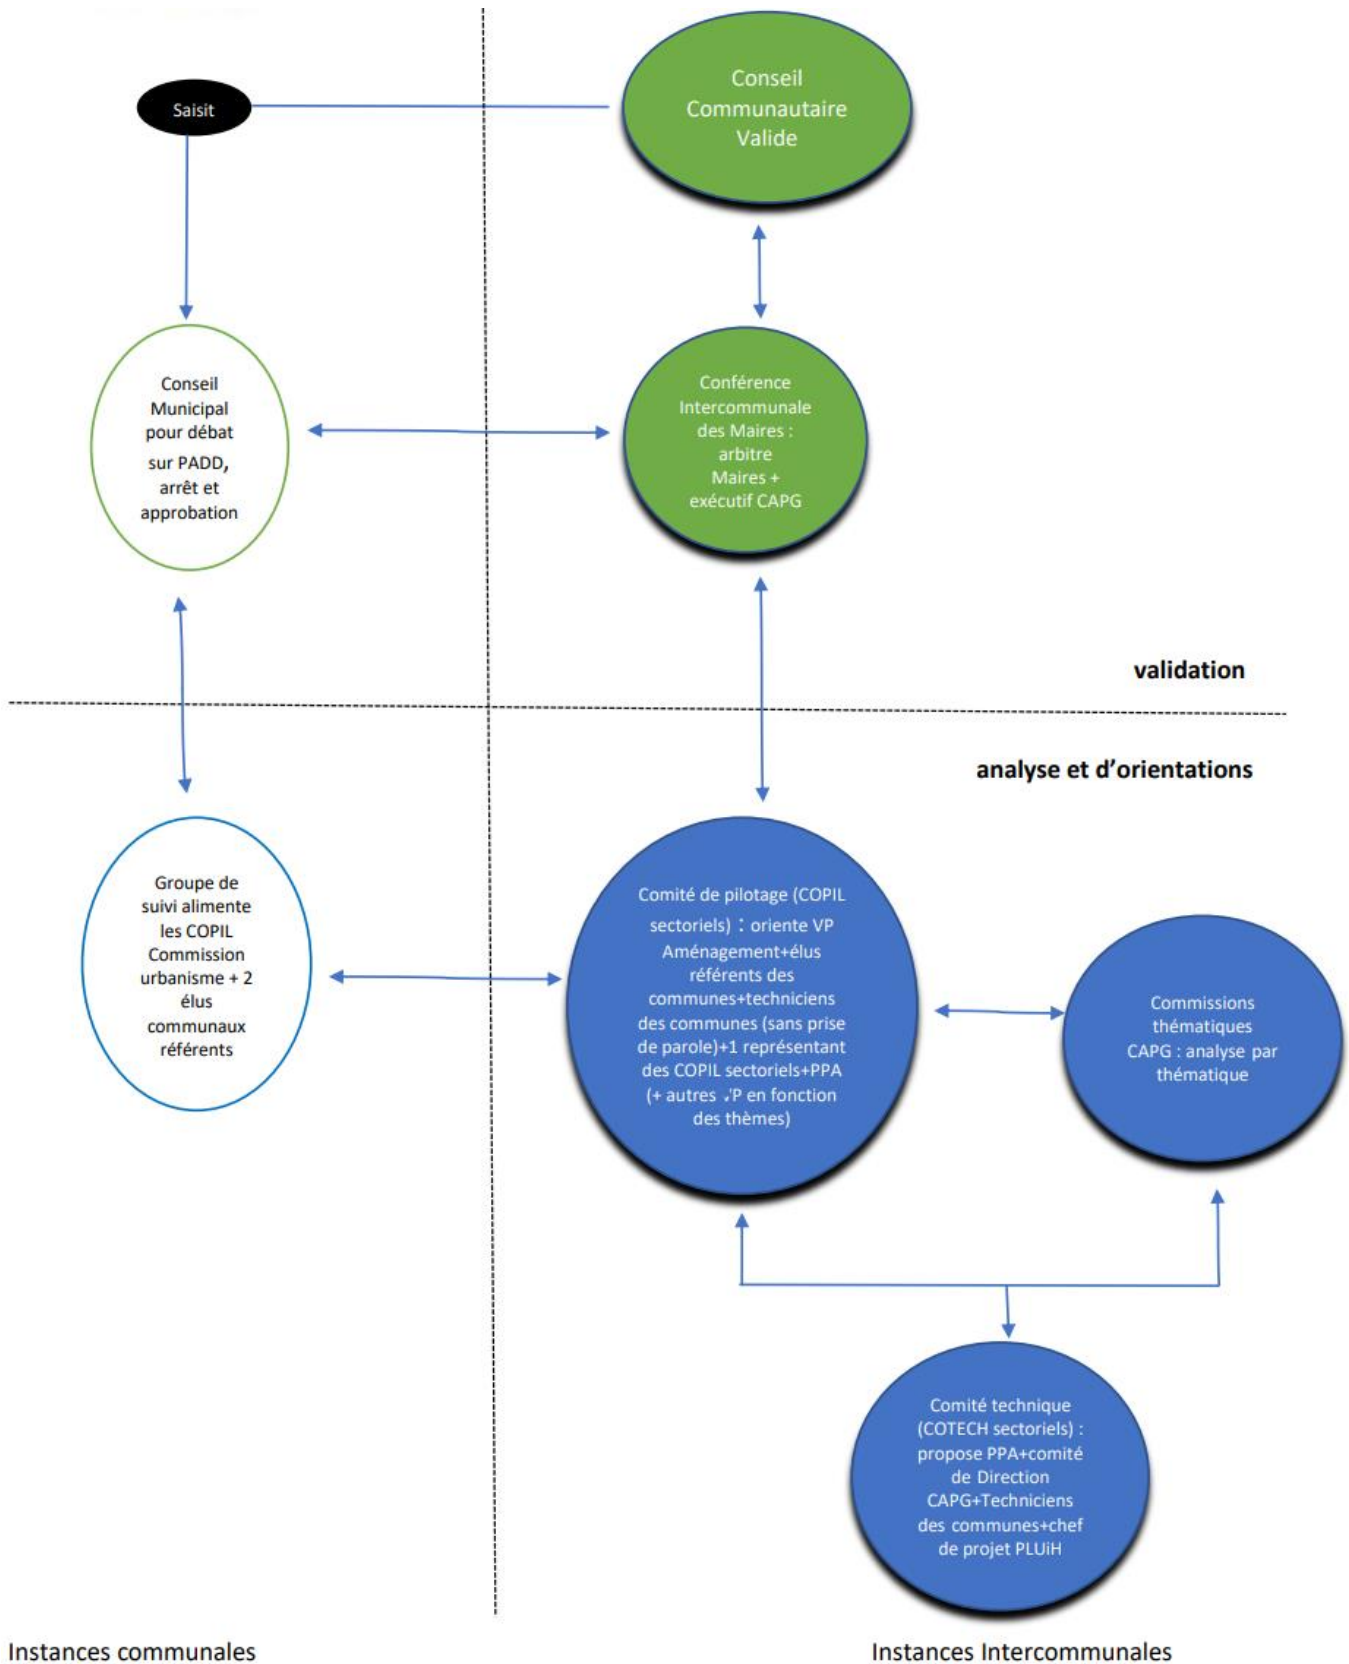 Saisit
Conseil
Communautaire
Valide
Conseil
Municipal
pour débat
sur PADD,
arrêt et
approbation
Conférence
Intercommunale
des Maires :
arbitre
Maires +
exécutif CAPG
validation
analyse et d'orientations
Groupe de
suivi alimente
les COPIL
Commission
urbanisme + 2
élus
communaux
référents
Comité de pilotage (COPIL
sectoriels) : oriente VP
Aménagement+élus
référents des
communes+techniciens
des communes (sans prise
de parole)+1 représentant
des COPIL sectoriels+PPA
(+ autres VP en fonction
des thèmes)
Commissions
thématiques
CAPG : analyse par
thématique
Comité technique
(COTECH sectoriels) :
propose PPA+comité
de Direction
CAPG+Techniciens
des communes+chef
de projet PLUiH
Instances communales
Instances Intercommunales